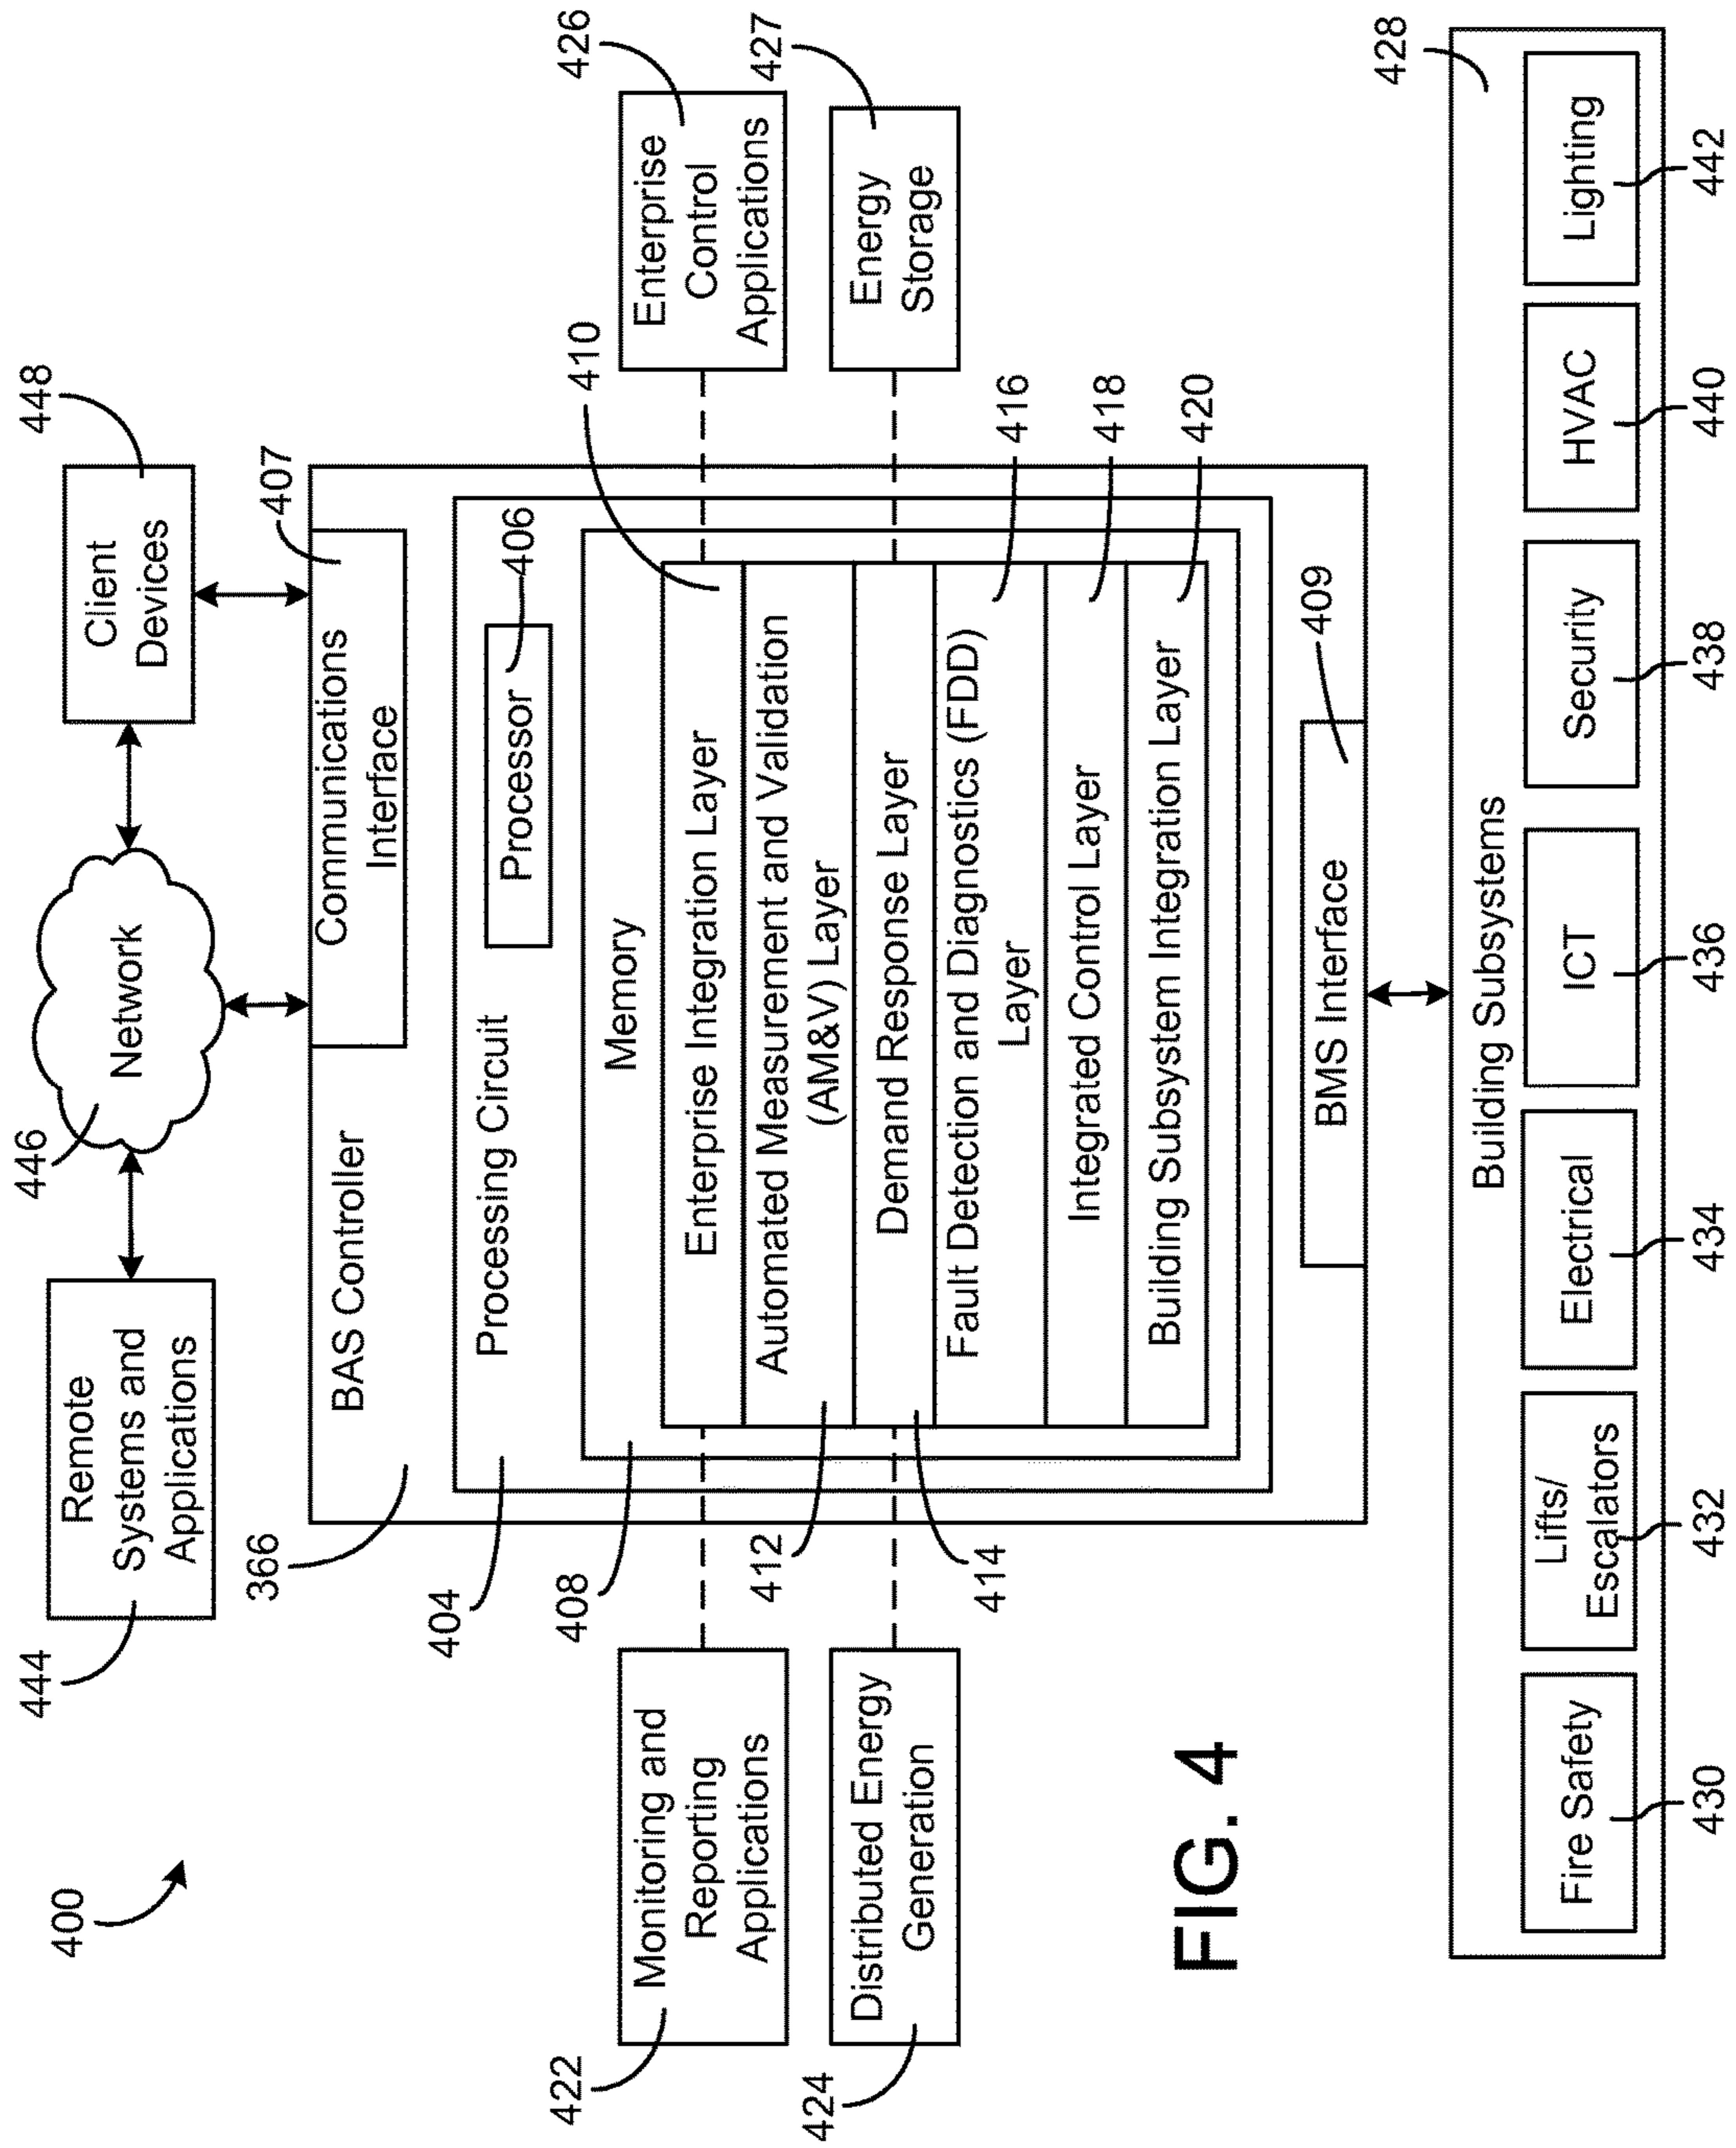 400
444
Remote
Systems and
Applications
446
Network
Client
Devices
448
366
BAS Controller
Communications
Interface
407
404
Processing Circuit
Processor
406
408
Memory
410
Enterprise Integration Layer
Automated Measurement and Validation
(AM&V) Layer
412
Demand Response Layer
414
Fault Detection and Diagnostics (FDD)
Layer
416
Integrated Control Layer
418
Building Subsystem Integration Layer
420
422
Monitoring and
Reporting
Applications
424
Distributed Energy
Generation
Enterprise
Control
Applications
426
Energy
Storage
427
BMS Interface
409
Building Subsystems
428
Fire Safety
Lifts/
Escalators
Electrical
ICT
Security
HVAC
Lighting
430
432
434
436
438
440
442
FIG. 4